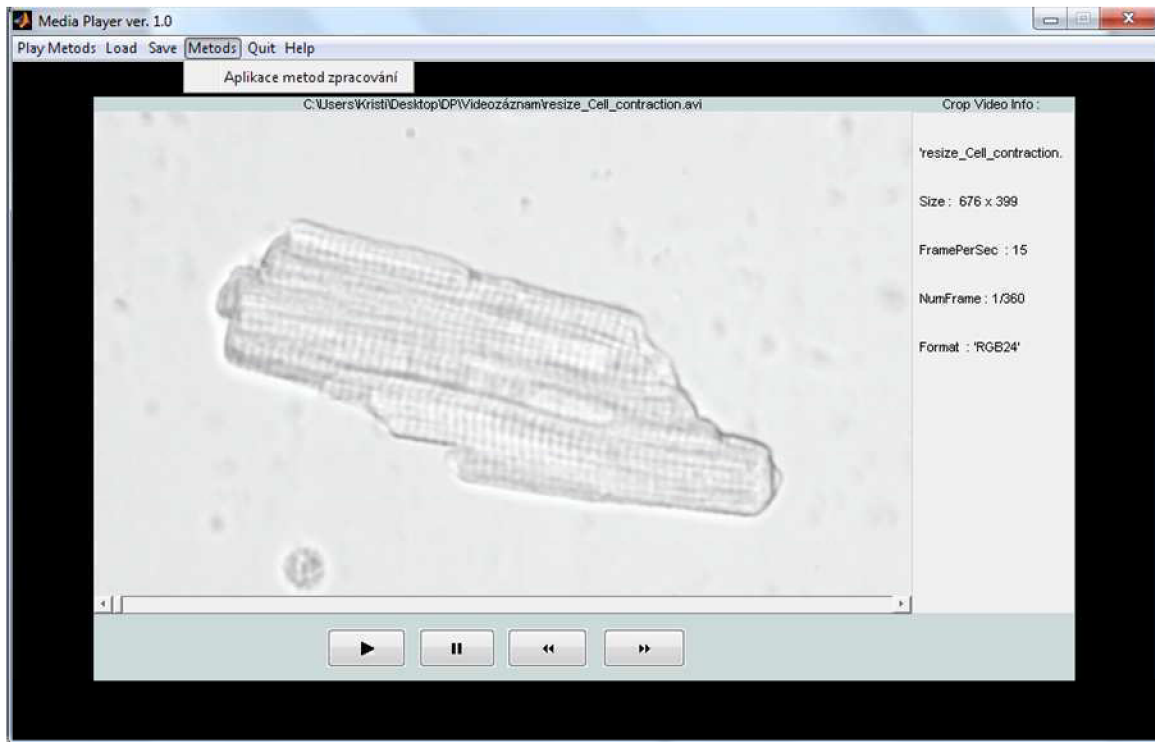 Media Player ver. 1.0
Play Metods Load Save Metods Quit Help
Aplikace metod zpracování
C:\Users\Kristi\Desktop\DP\Videozáznam\resize_Cell_contraction.avi
Crop Video Info :
'resize_Cell_contraction.
Size : 676 x 399
FramePerSec : 15
NumFrame : 1/360
Format : 'RGB24'